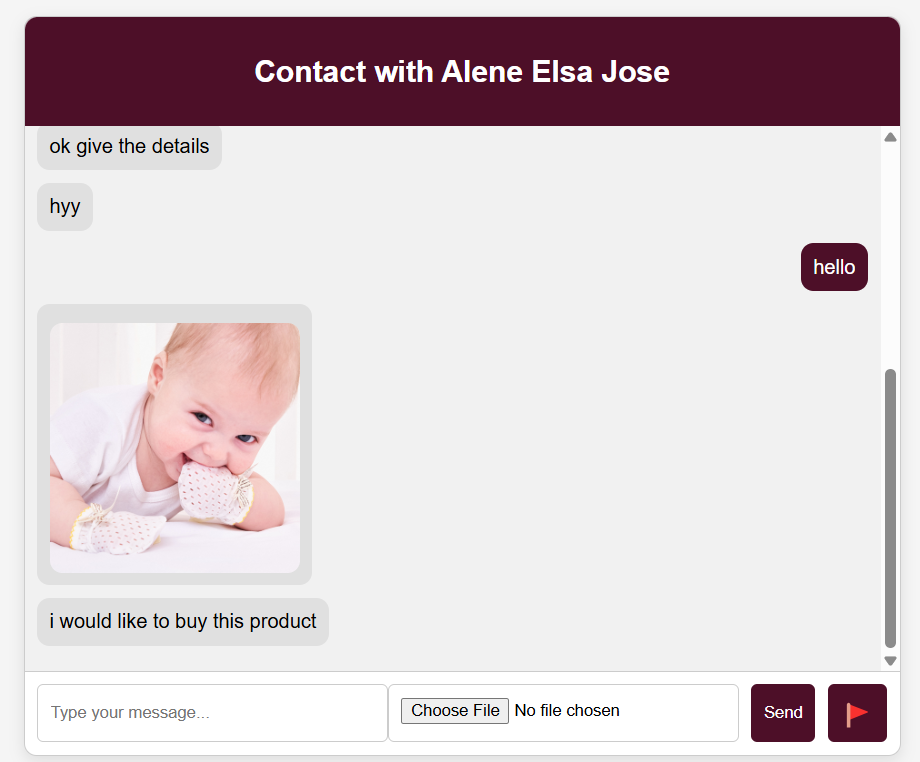 Contact with Alene Elsa Jose
ok give the details
hyy
hello
i would like to buy this product
Type your message...
Choose File No file chosen
Send